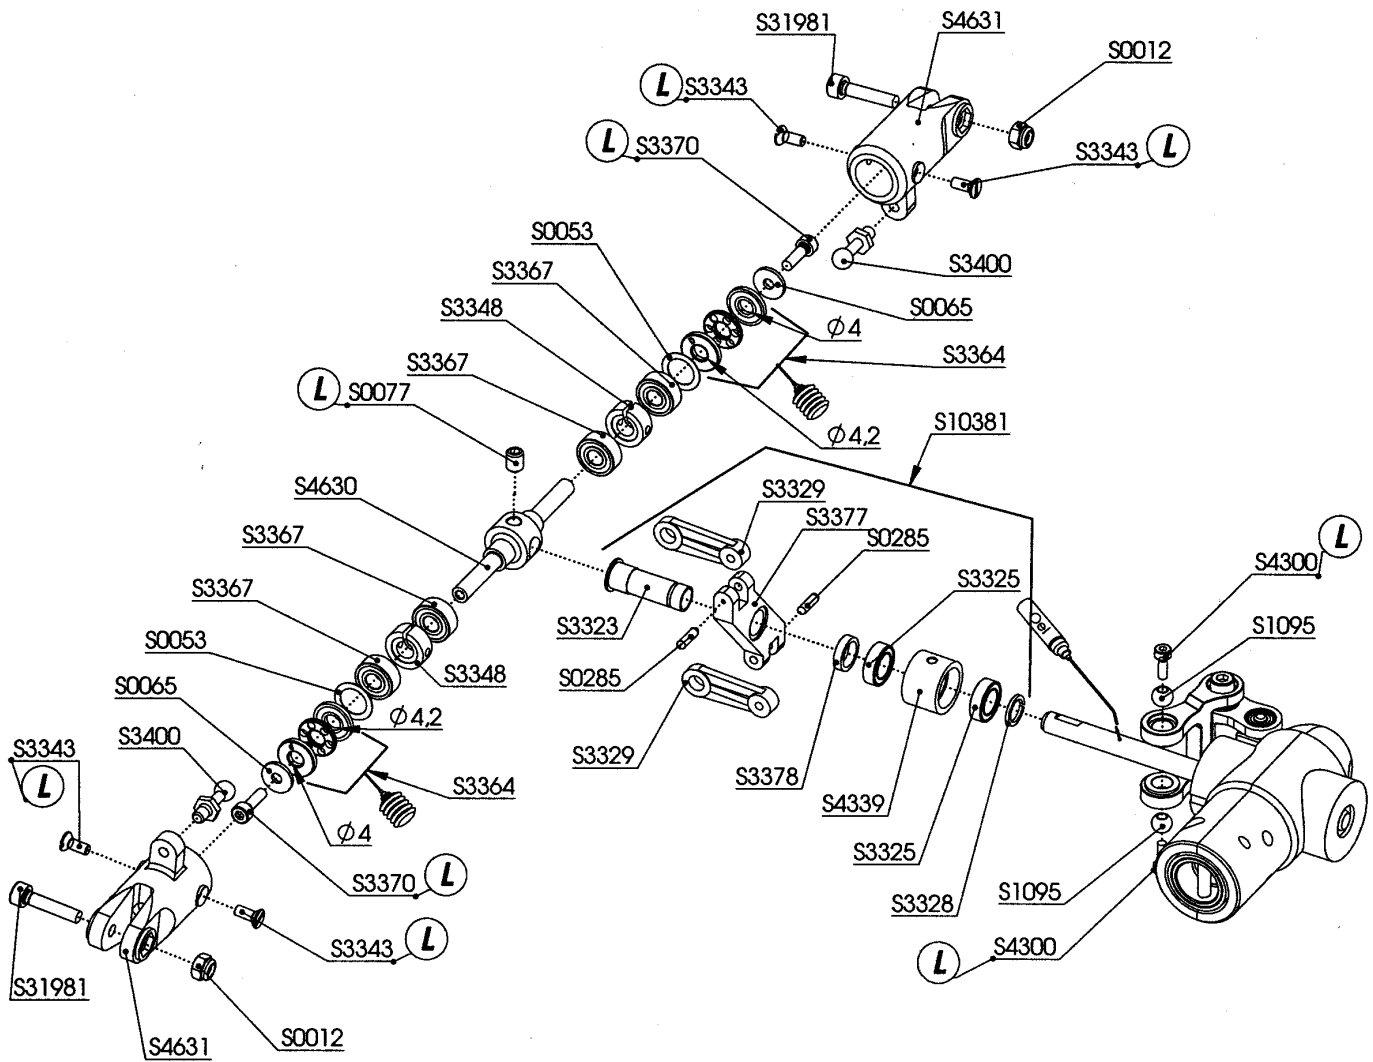 S31981
S4631
S0012
L S3343
L S3370
S3343 L
S0053
S3367
S3400
S3348
S0065
Ø4
S3367
S3364
L S0077
Ø4,2
S10381
S4630
S3329
S3377
S0285
S3367
L
S4300
S3325
S3367
Oel
S1095
S3323
S0053
S3348
S0285
S0065
Ø4,2
S3400
S3343
L
S3329
S3378
S3364
S4339
Ø4
S3325
S3370 L
S1095
S3328
S3343 L
L S4300
S31981
S0012
S4631